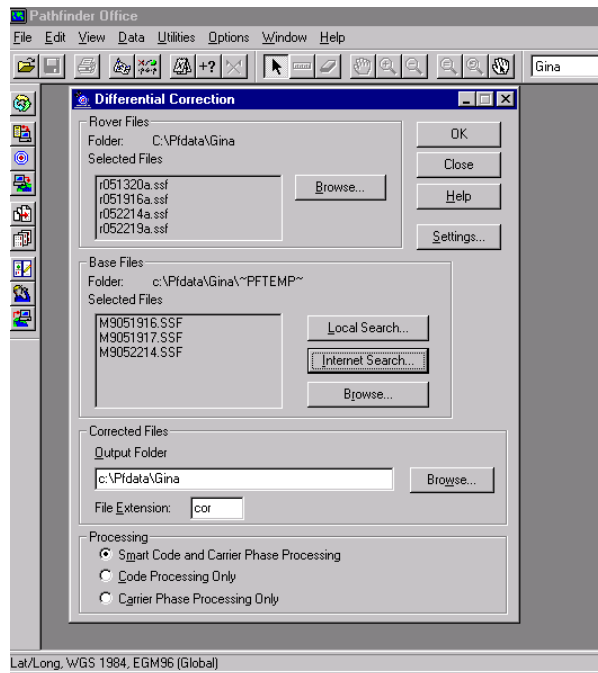 Pathfinder Office
File Edit View Data Utilities Options Window Help
+?
Gina
Differential Correction
Rover Files
Folder: C:\Pfdata\Gina
Selected Files
r051320a.ssf
r051916a.ssf
r052214a.ssf
r052219a.ssf
Browse...
OK
Close
Help
Settings...
Base Files
Folder: c:\Pfdata\Gina\~PFTEMP~
Selected Files
M9051916.SSF
M9051917.SSF
M9052214.SSF
Local Search...
Internet Search...
Browse...
Corrected Files
Output Folder
c:\Pfdata\Gina
Browse...
File Extension: cor
Processing
Smart Code and Carrier Phase Processing
Code Processing Only
Carrier Phase Processing Only
Lat/Long, WGS 1984, EGM96 (Global)